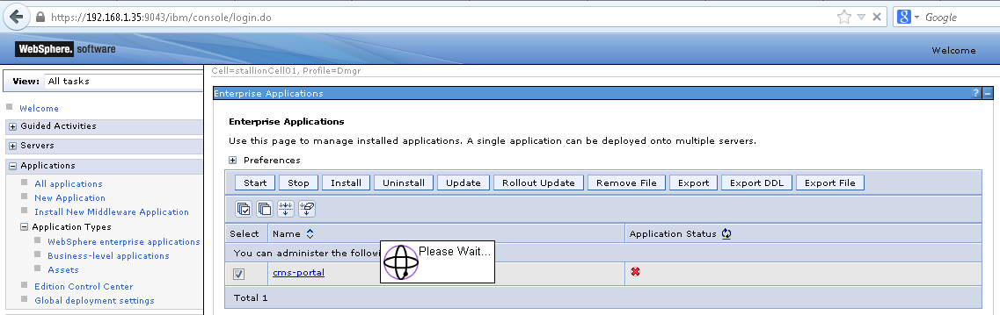 https://192.168.1.35:9043/ibm/console/login.do
Google
WebSphere. software
Welcome
View: All tasks
Welcome
Guided Activities
Servers
Applications
All applications
New Application
Install New Middleware Application
Application Types
WebSphere enterprise applications
Business-level applications
Assets
Edition Control Center
Global deployment settings
Cell=stallionCell01, Profile=Dmgr
Enterprise Applications
? –
Enterprise Applications
Use this page to manage installed applications. A single application can be deployed onto multiple servers.
Preferences
Start Stop Install Uninstall Update Rollout Update Remove File Export Export DDL Export File
Select Name Application Status
You can administer the followi
Please Wait...
cms-portal
Total 1